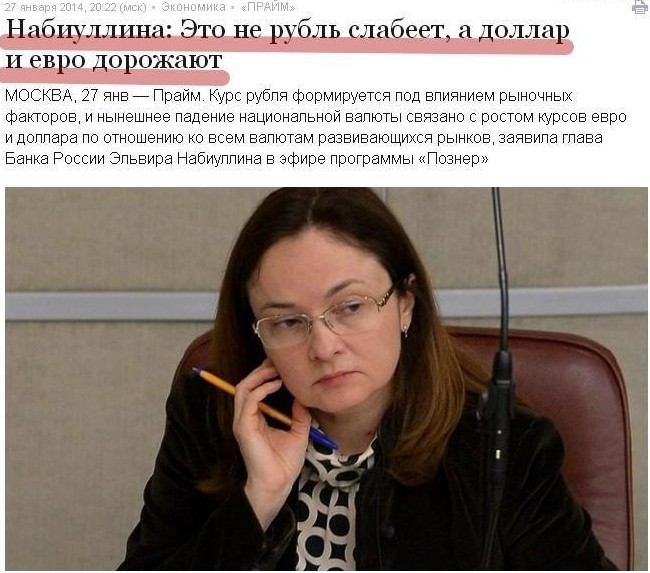 27 января 2014, 20:22 (мск) • Экономика • «ПРАЙМ»
Набиуллина: Это не рубль слабеет, а доллар
и евро дорожают
МОСКВА, 27 янв — Прайм. Курс рубля формируется под влиянием рыночных
факторов, и нынешнее падение национальной валюты связано с ростом курсов евро
и доллара по отношению ко всем валютам развивающихся рынков, заявила глава
Банка России Эльвира Набиуллина в эфире программы «Познер»